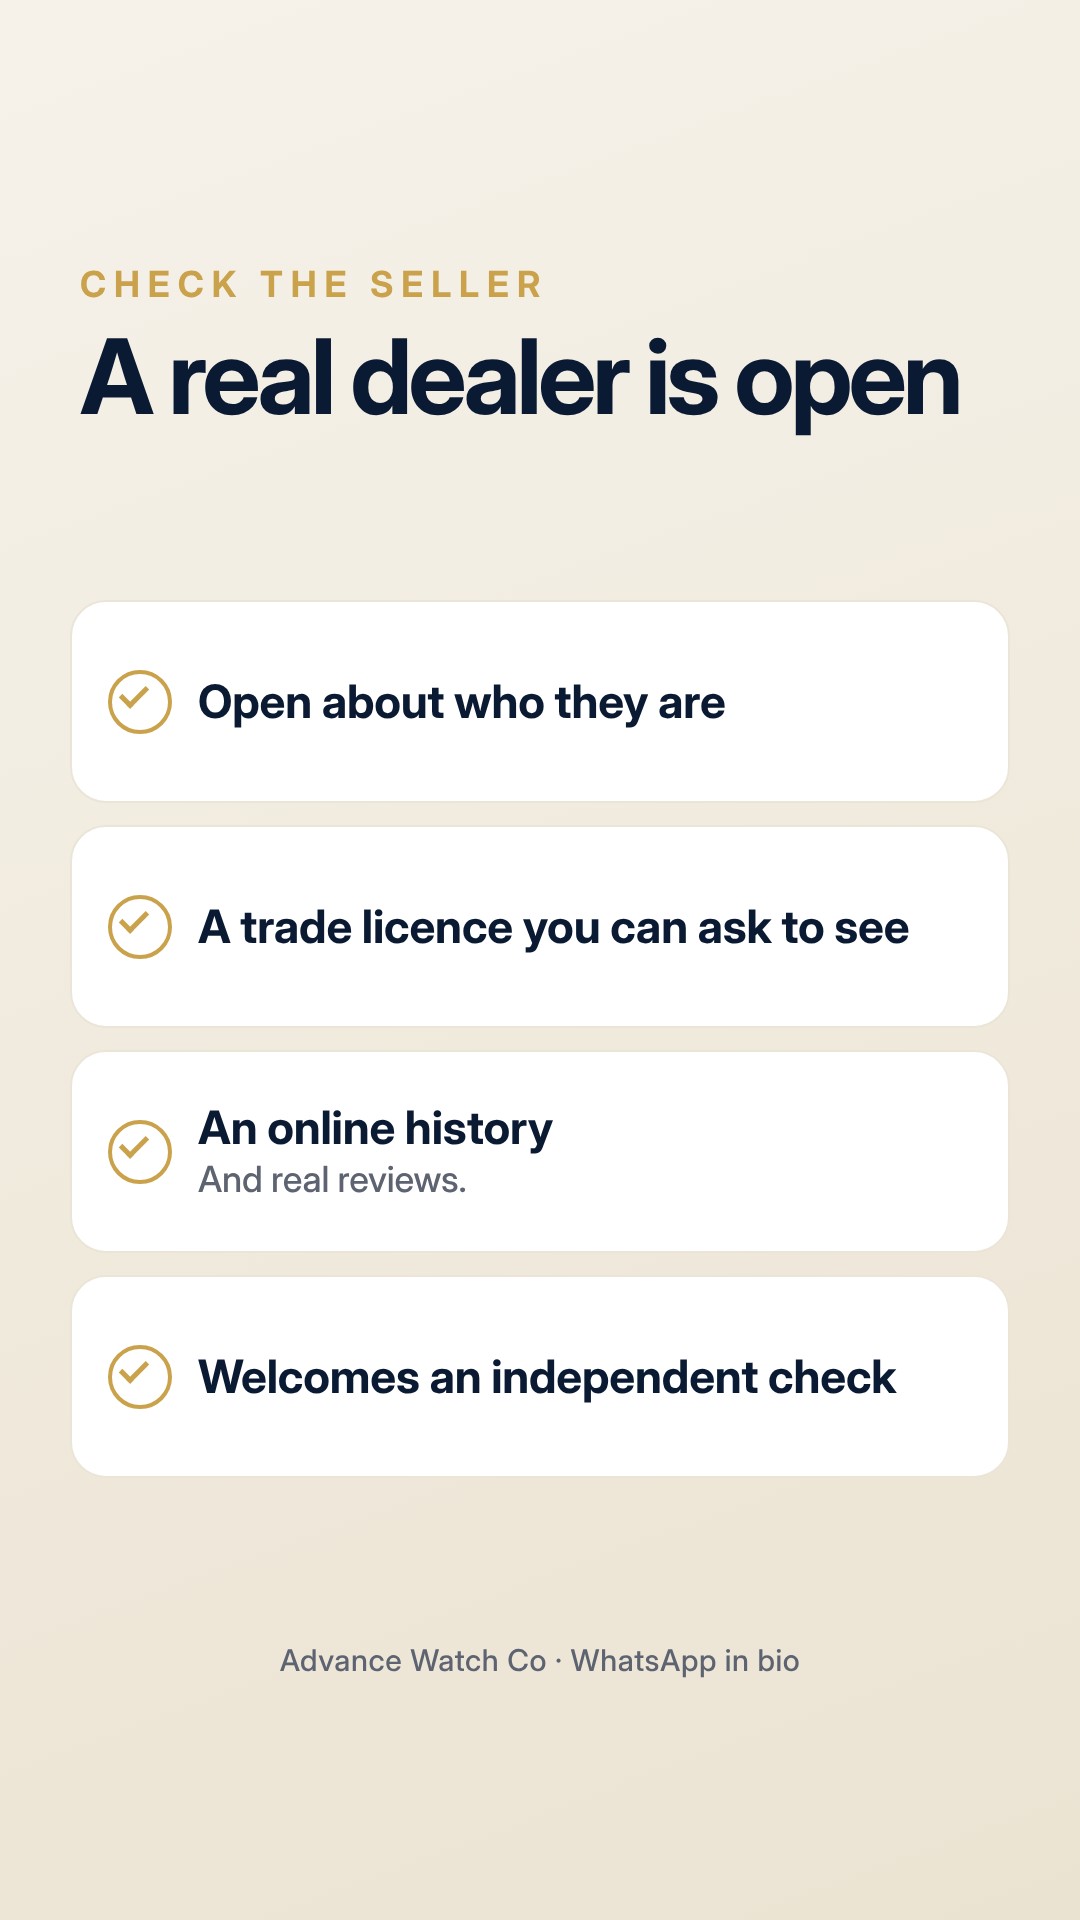 CHECK THE SELLER
A real dealer is open
Open about who they are
A trade licence you can ask to see
An online history
And real reviews.
Welcomes an independent check
Advance Watch Co · WhatsApp in bio